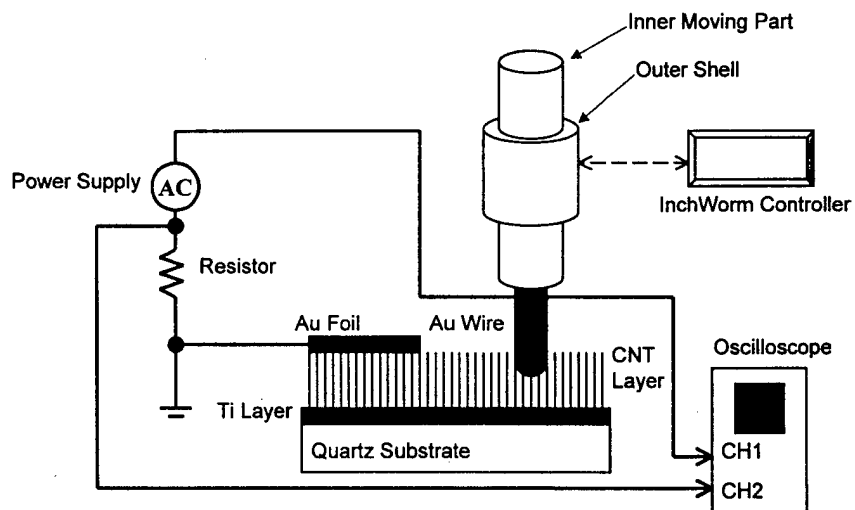 Inner Moving Part
Outer Shell
Power Supply
AC
InchWorm Controller
Resistor
Au Foil
Au Wire
CNT
Layer
Oscilloscope
Ti Layer
Quartz Substrate
CH1
CH2